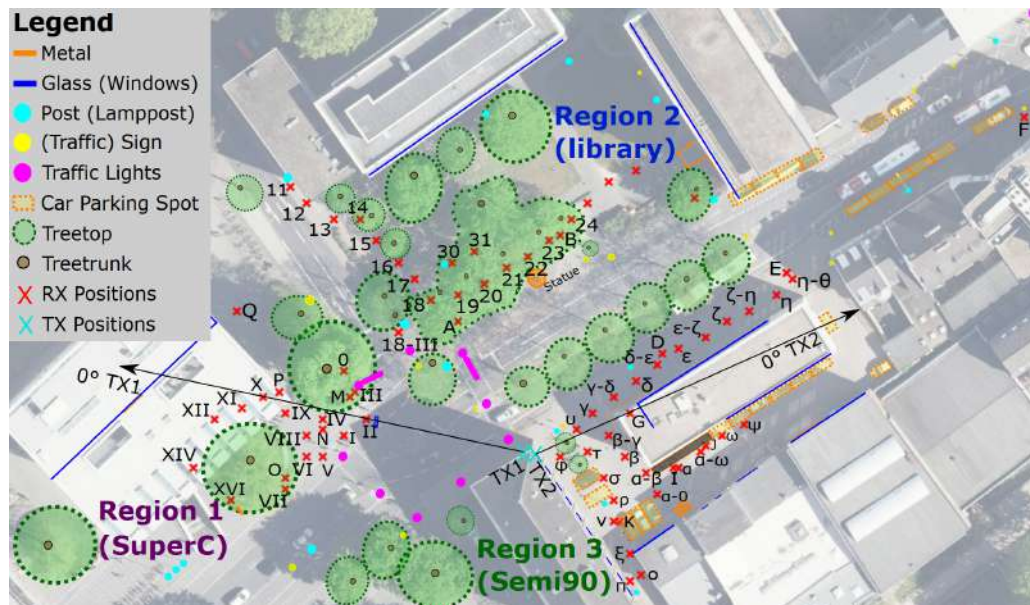 Legend
Metal
Glass (Windows)
Post (Lamppost)
(Traffic) Sign
Traffic Lights
Car Parking Spot
Treetop
Treetrunk
RX Positions
TX Positions
Region 2
(library)
F
11
12
13
14
15
16
17
18
30
31
24
B
23
22
21
20
19
A
Statue
18-III
E
η-θ
η
ζ-η
ζ
ε-ζ
D
ε
δ-ε
δ
γ-δ
γ
G
Q
0° TX1
0° TX2
0
P
X
M
III
XI
XII
IX
IV
II
VIII
N
I
XIV
O
VI
V
XVI
VII
υ
β-γ
τ
β
φ
TX1
TX2
σ
ρ
ν
K
ξ
π
ο
ψ
ω
J
α-ω
α
I
α-β
α-0
Region 1
(SuperC)
Region 3
(Semi90)